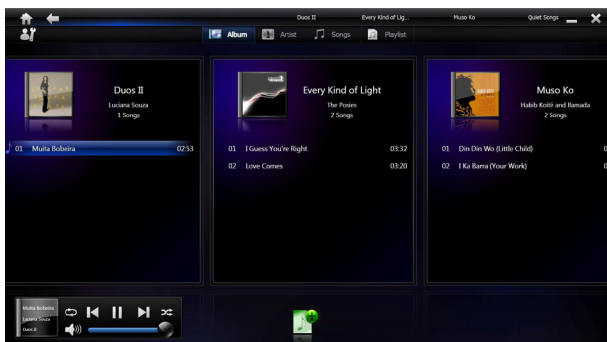 Duos II
Every Kind of Lig...
Muso Ko
Quiet Songs
Album
Artist
Songs
Playlist
Duos II
Luciana Souza
1 Songs
01 Muita Bobeira 02:53
Every Kind of Light
The Posies
2 Songs
01 I Guess You're Right 03:32
02 Love Comes 03:20
Muso Ko
Habib Koité and Bamada
2 Songs
01 Din Din Wo (Little Child) 0
02 I Ka Barra (Your Work) 0
Muita Bobeira
Luciana Souza
Duos II